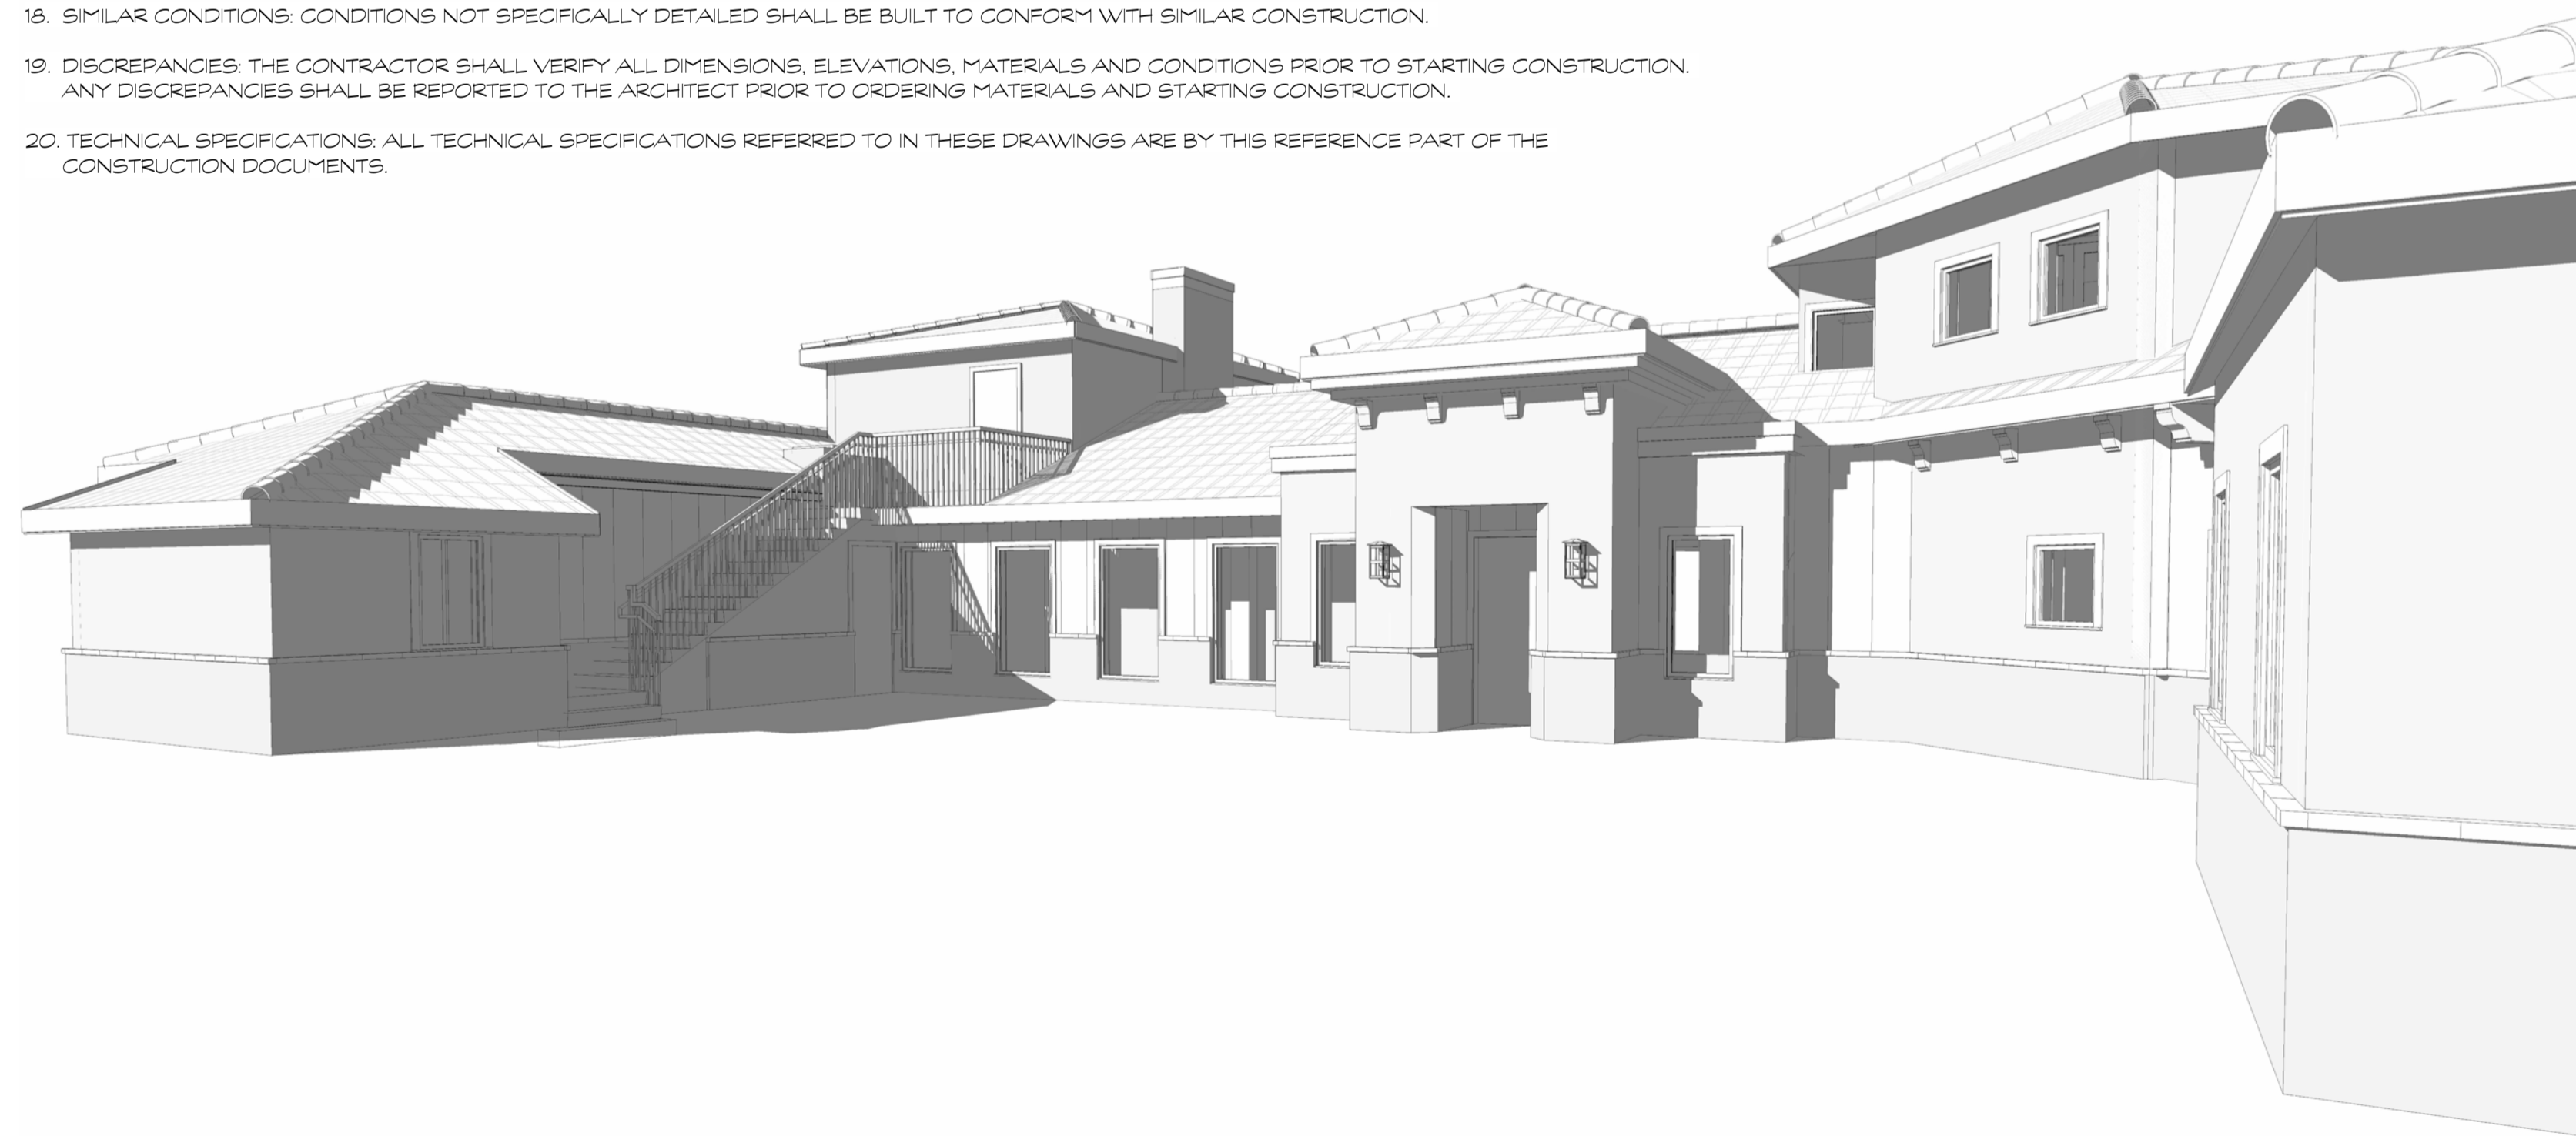 18. SIMILAR CONDITIONS: CONDITIONS NOT SPECIFICALLY DETAILED SHALL BE BUILT TO CONFORM WITH SIMILAR CONSTRUCTION.
19. DISCREPANCIES: THE CONTRACTOR SHALL VERIFY ALL DIMENSIONS, ELEVATIONS, MATERIALS AND CONDITIONS PRIOR TO STARTING CONSTRUCTION.
ANY DISCREPANCIES SHALL BE REPORTED TO THE ARCHITECT PRIOR TO ORDERING MATERIALS AND STARTING CONSTRUCTION.
20. TECHNICAL SPECIFICATIONS: ALL TECHNICAL SPECIFICATIONS REFERRED TO IN THESE DRAWINGS ARE BY THIS REFERENCE PART OF THE
CONSTRUCTION DOCUMENTS.